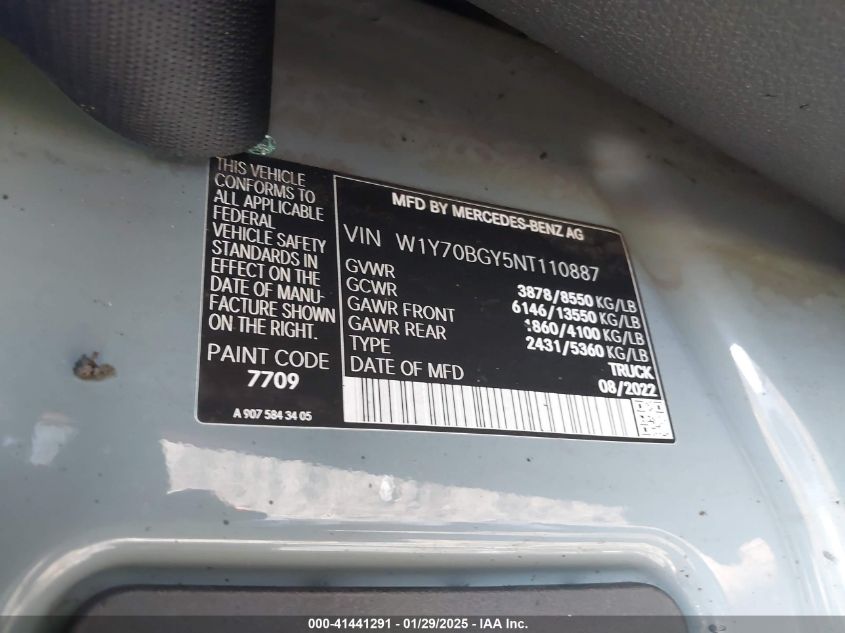 THIS VEHICLE
CONFORMS TO
ALL APPLICABLE
FEDERAL
VEHICLE SAFETY
STANDARDS IN
EFFECT ON THE
DATE OF MANU-
FACTURE SHOWN
ON THE RIGHT.
PAINT CODE
7709
A 907 584 34 05
MFD BY MERCEDES-BENZ AG
VIN W1Y70BGY5NT110887
GVWR 3878/8550 KG/LB
GCWR 6146/13550 KG/LB
GAWR FRONT 1860/4100 KG/LB
GAWR REAR 2431/5360 KG/LB
TYPE TRUCK
DATE OF MFD 08/2022
000-41441291 - 01/29/2025 - IAA Inc.